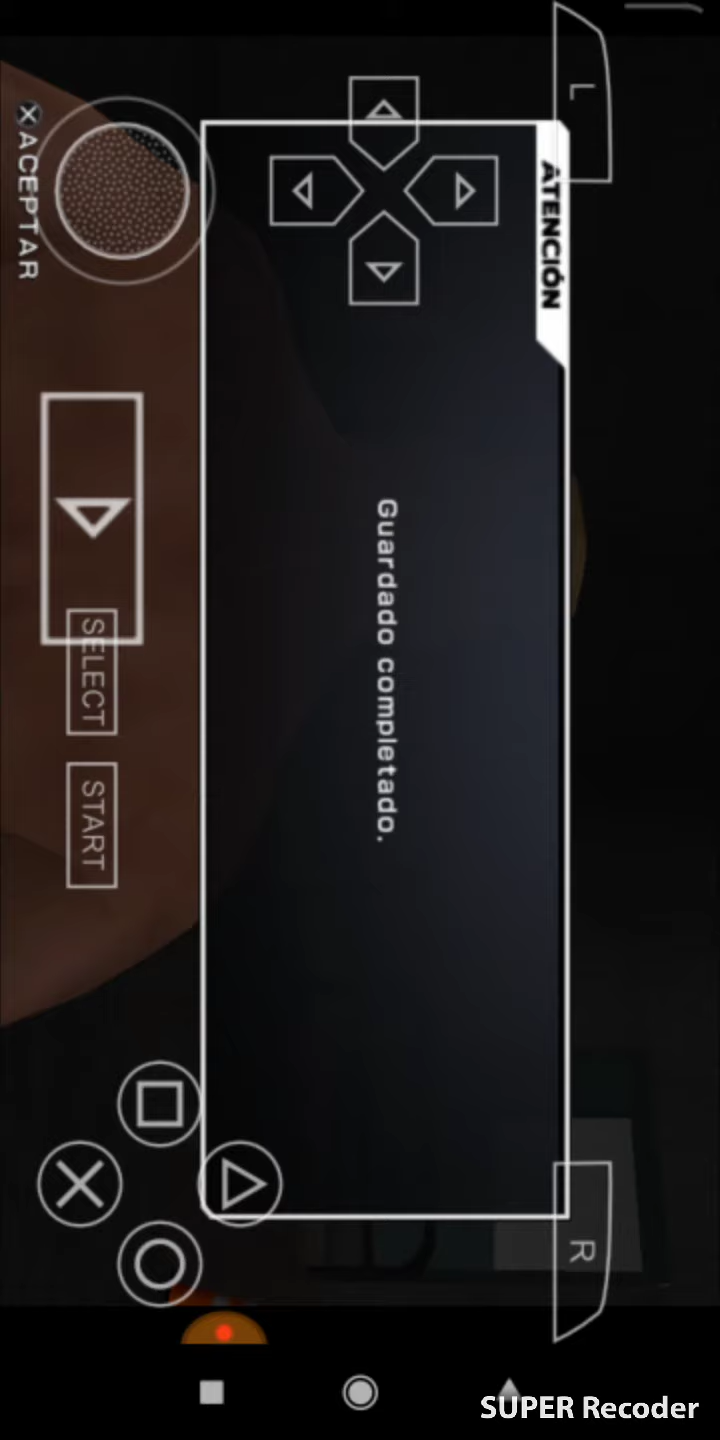 L
R
ATENCIÓN
Guardado completado.
SELECT
START
ACEPTAR
SUPER Recoder